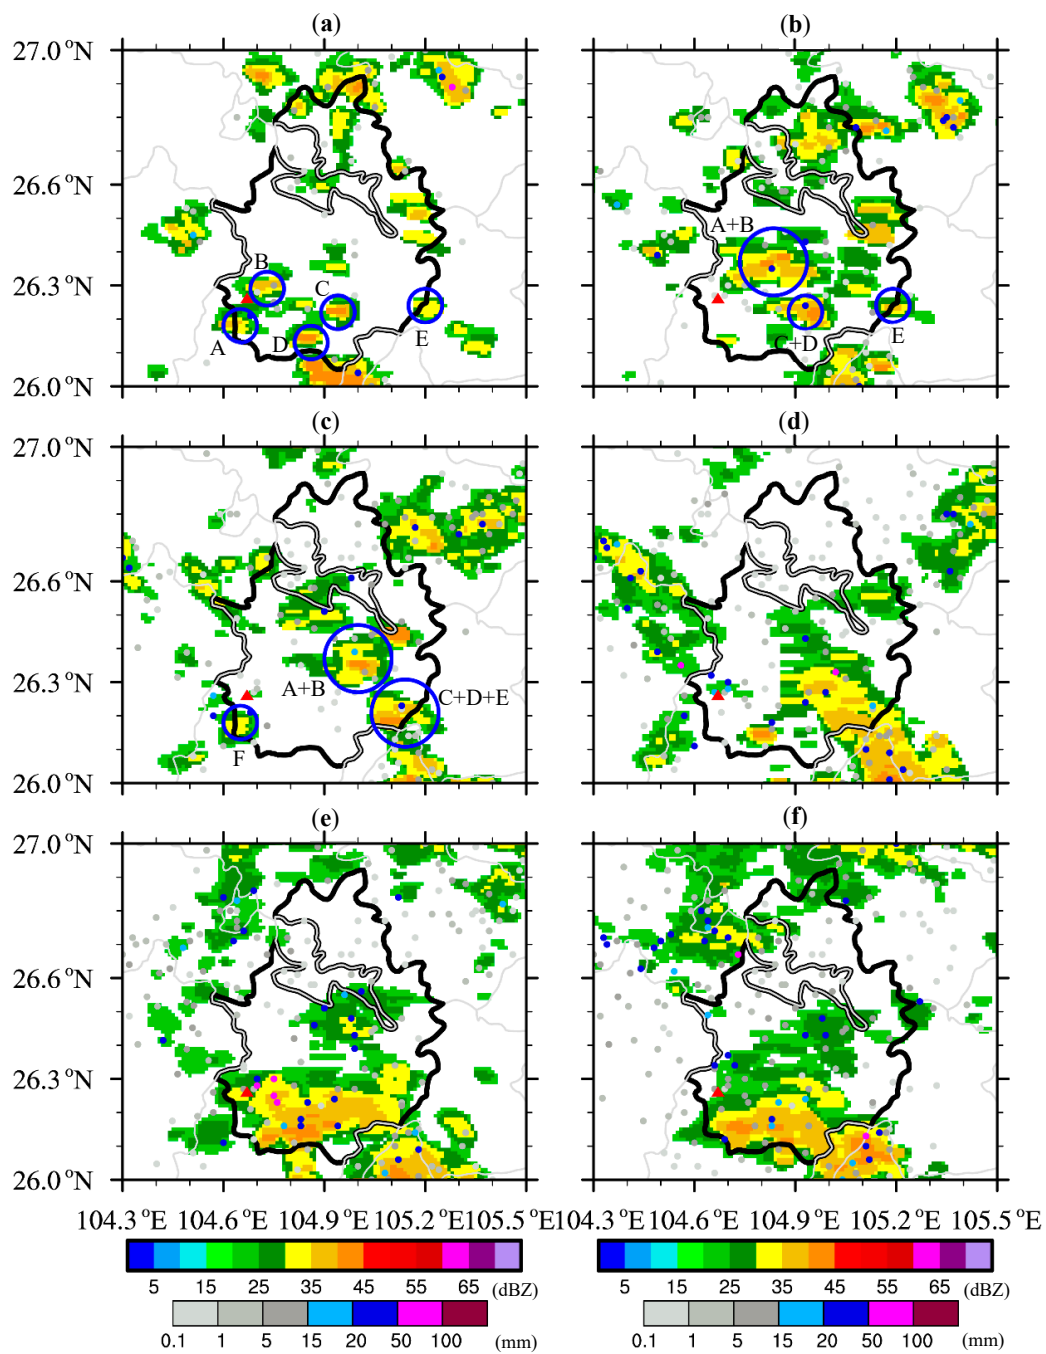 (a) (b)
27.0 °N
26.6 °N
26.3 °N
26.0 °N
B
C
A
D
E
A+B
C+D
E
(c) (d)
27.0 °N
26.6 °N
26.3 °N
26.0 °N
A+B
C+D+E
F
(e) (f)
27.0 °N
26.6 °N
26.3 °N
26.0 °N
104.3 °E 104.6 °E 104.9 °E 105.2 °E 105.5 °E 104.3 °E 104.6 °E 104.9 °E 105.2 °E 105.5 °E
5 15 25 35 45 55 65 (dBZ) 5 15 25 35 45 55 65 (dBZ)
0.1 1 5 15 20 50 100 (mm) 0.1 1 5 15 20 50 100 (mm)